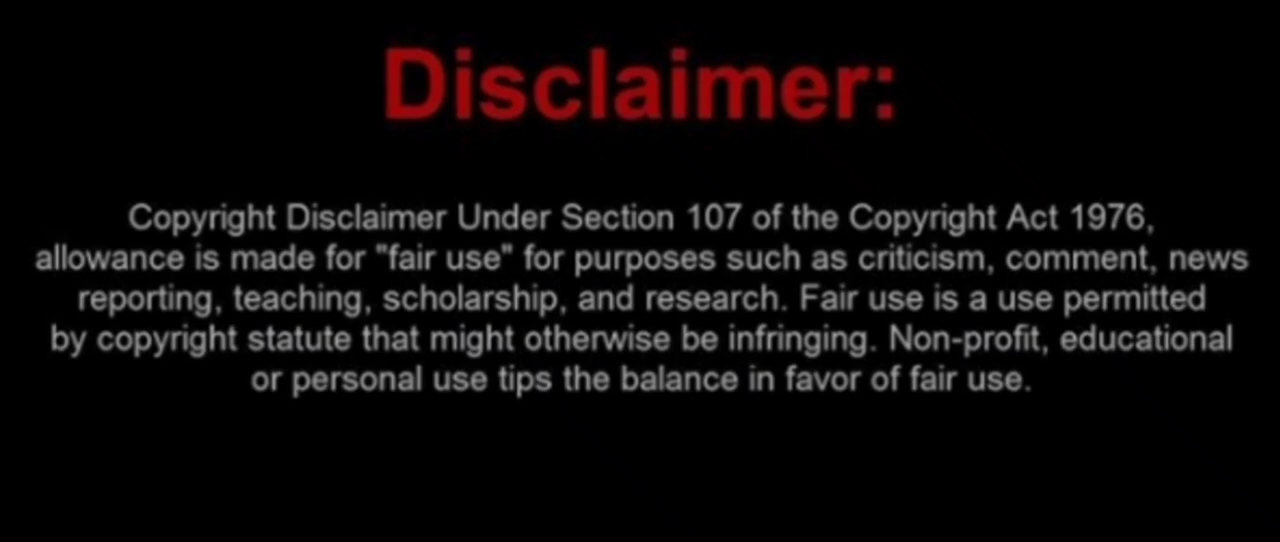 Disclaimer:
Copyright Disclaimer Under Section 107 of the Copyright Act 1976,
allowance is made for "fair use" for purposes such as criticism, comment, news
reporting, teaching, scholarship, and research. Fair use is a use permitted
by copyright statute that might otherwise be infringing. Non-profit, educational
or personal use tips the balance in favor of fair use.